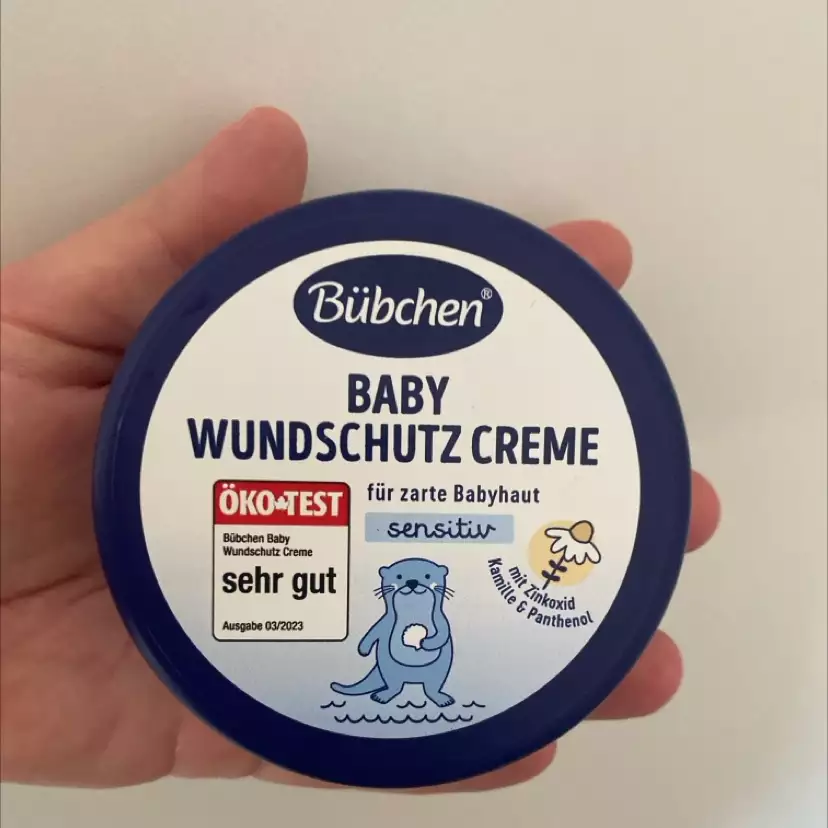 Bübchen®
BABY
WUNDSCHUTZ CREME
für zarte Babyhaut
sensitiv
ÖKO TEST
Bübchen Baby
Wundschutz Creme
sehr gut
Ausgabe 03/2023
mit Zinkoxid
Kamille & Panthenol